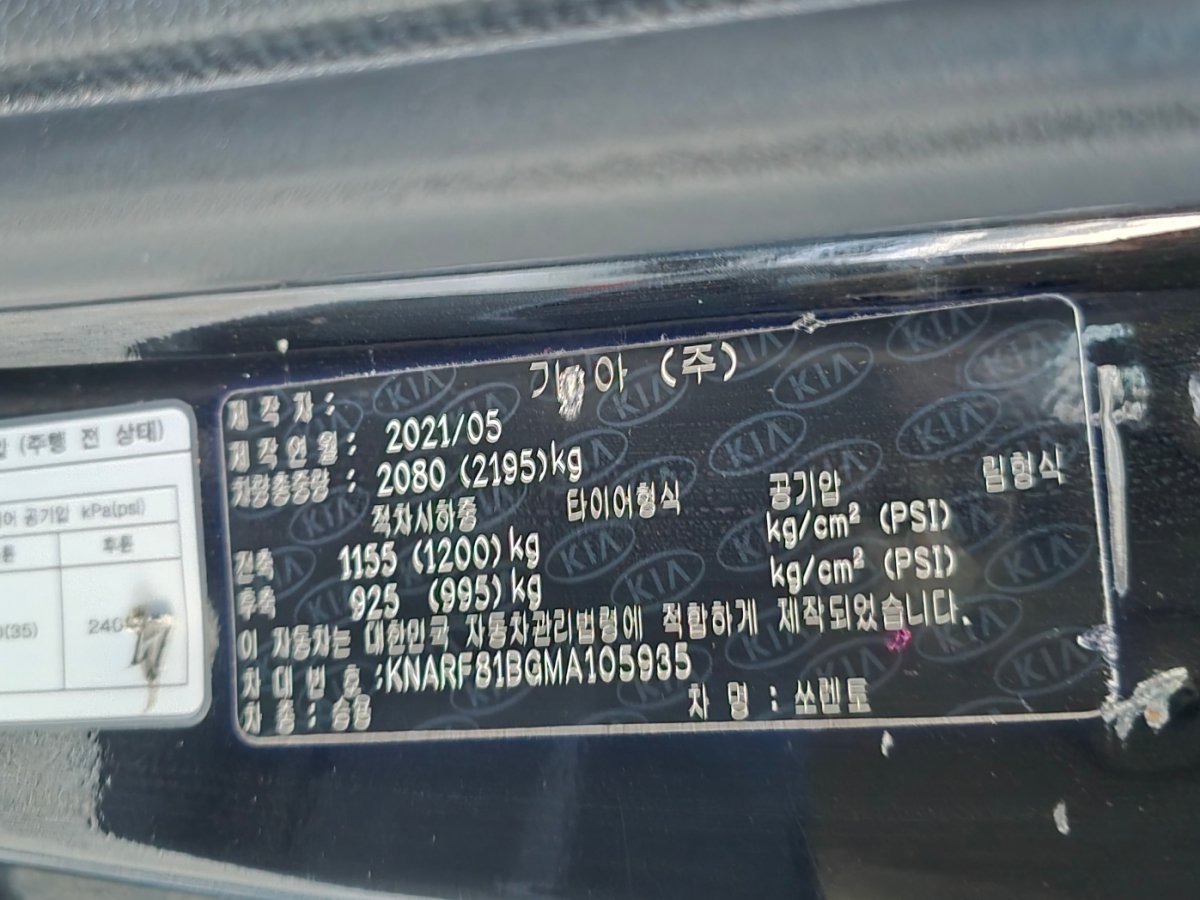 (주행 전 상태)
공기압 kPa(psi)
후륜
(35) 240
제작자: 기아 (주)
제작연월: 2021/05
차량총중량: 2080 (2195)kg
적차시하중 타이어형식 공기압 림형식
전축 1155 (1200)kg kg/cm² (PSI)
후축 925 (995)kg kg/cm² (PSI)
이 자동차는 대한민국 자동차관리법령에 적합하게 제작되었습니다.
차대번호:KNARF81BGMA105935
차종:승용 차명:쏘렌토
KIA